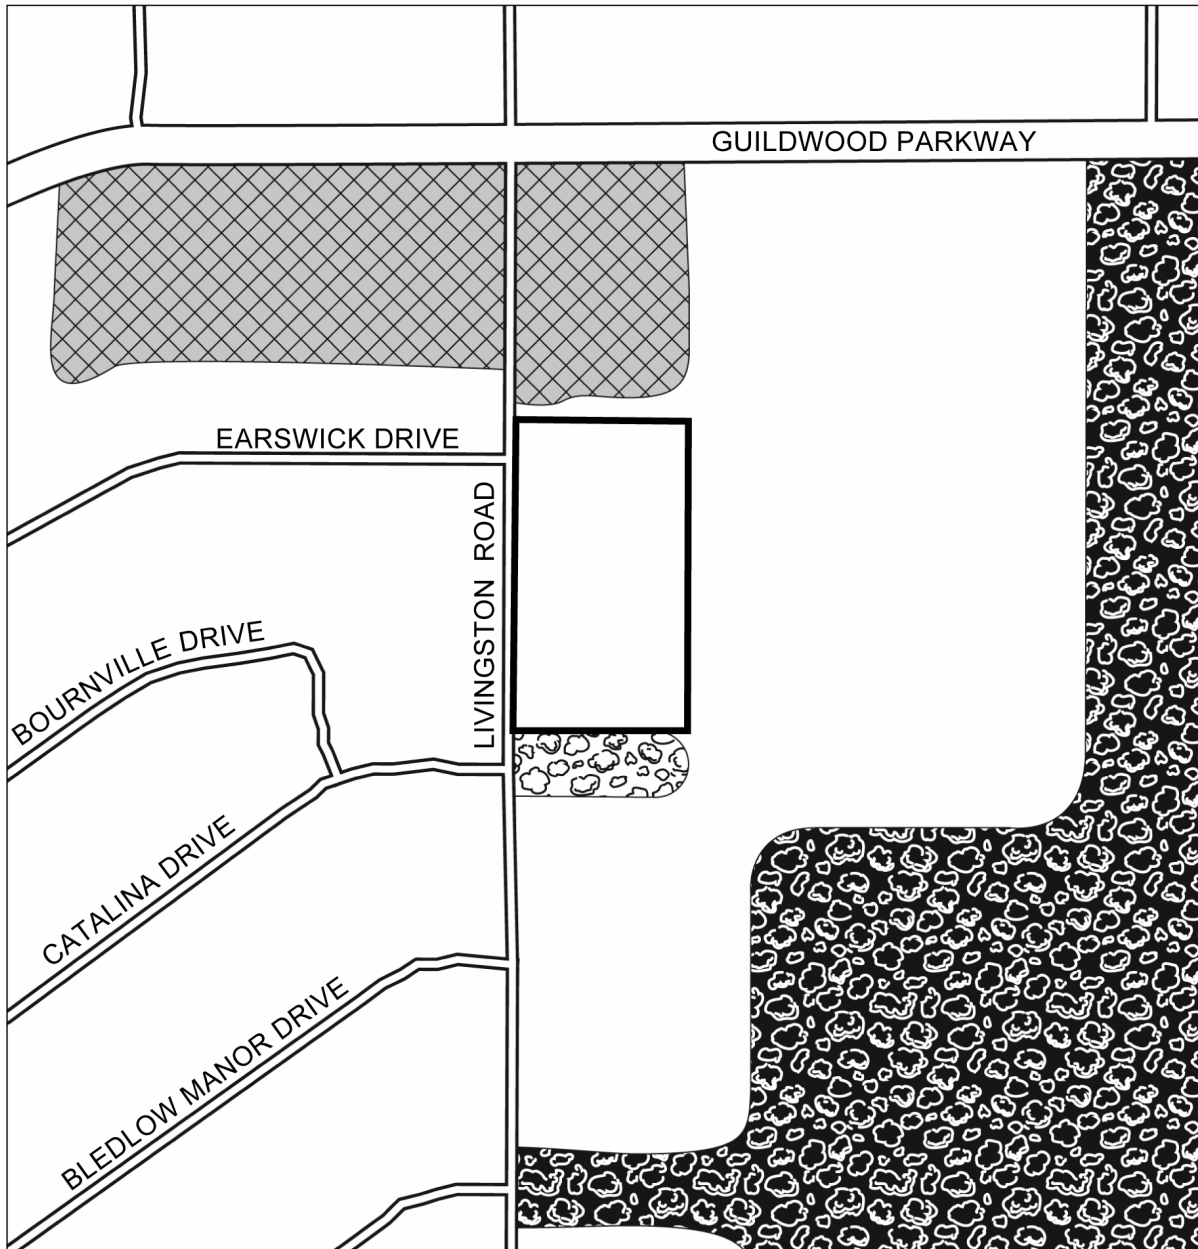 GUILDWOOD PARKWAY
EARSWICK DRIVE
LIVINGSTON ROAD
BOURNVILLE DRIVE
CATALINA DRIVE
BLEDLOW MANOR DRIVE